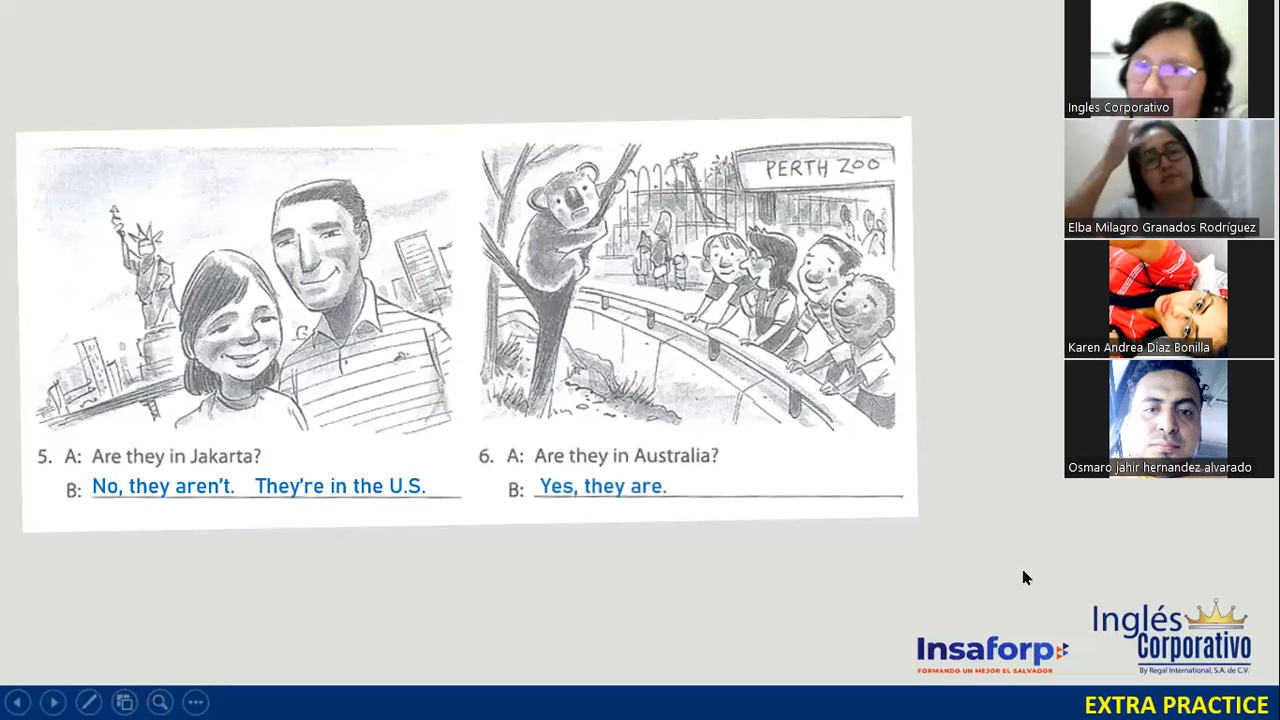 PERTH ZOO
5. A: Are they in Jakarta?
B: No, they aren't. They're in the U.S.
6. A: Are they in Australia?
B: Yes, they are.
Ingles Corporativo
Elba Milagro Granados Rodríguez
Karen Andrea Diaz Bonilla
Osmaro jahir hernandez alvarado
Insaforp
FORMANDO UN MEJOR EL SALVADOR
Inglés
Corporativo
By Regal International, S.A. de C.V.
EXTRA PRACTICE